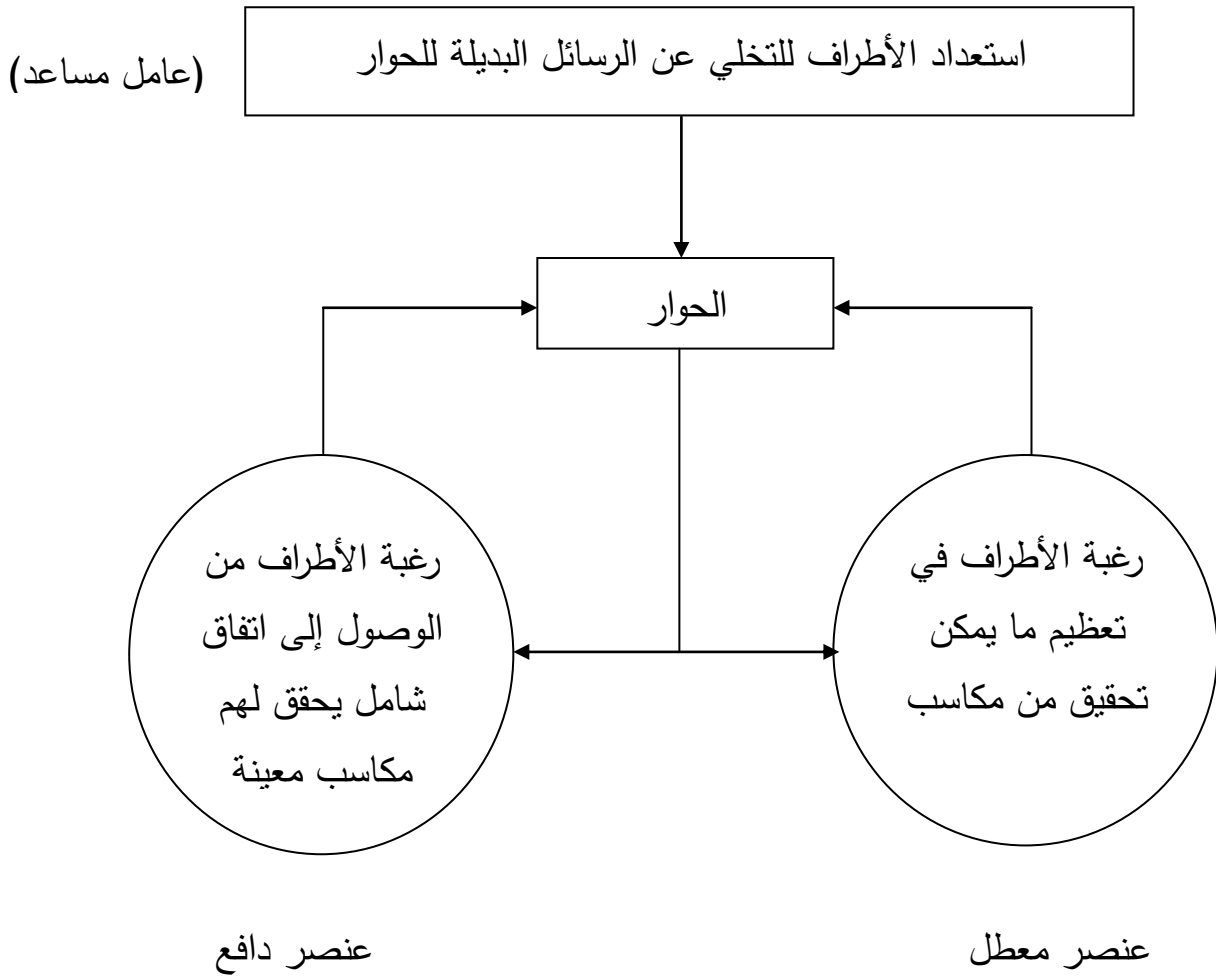 استعداد الأطراف للتخلي عن الرسائل البديلة للحوار
(عامل مساعد)
الحوار
رغبة الأطراف في
تعظيم ما يمكن
تحقيق من مكاسب
رغبة الأطراف من
الوصول إلى اتفاق
شامل يحقق لهم
مكاسب معينة
عنصر معطل
عنصر دافع